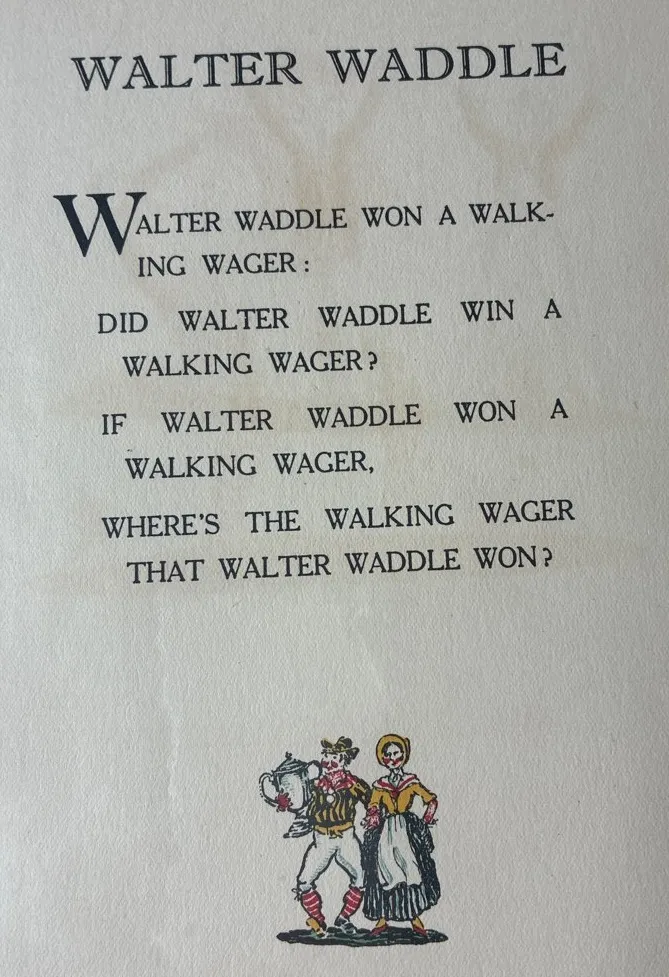 WALTER WADDLE
WALTER WADDLE WON A WALK-
ING WAGER:
DID WALTER WADDLE WIN A
WALKING WAGER?
IF WALTER WADDLE WON A
WALKING WAGER,
WHERE'S THE WALKING WAGER
THAT WALTER WADDLE WON?